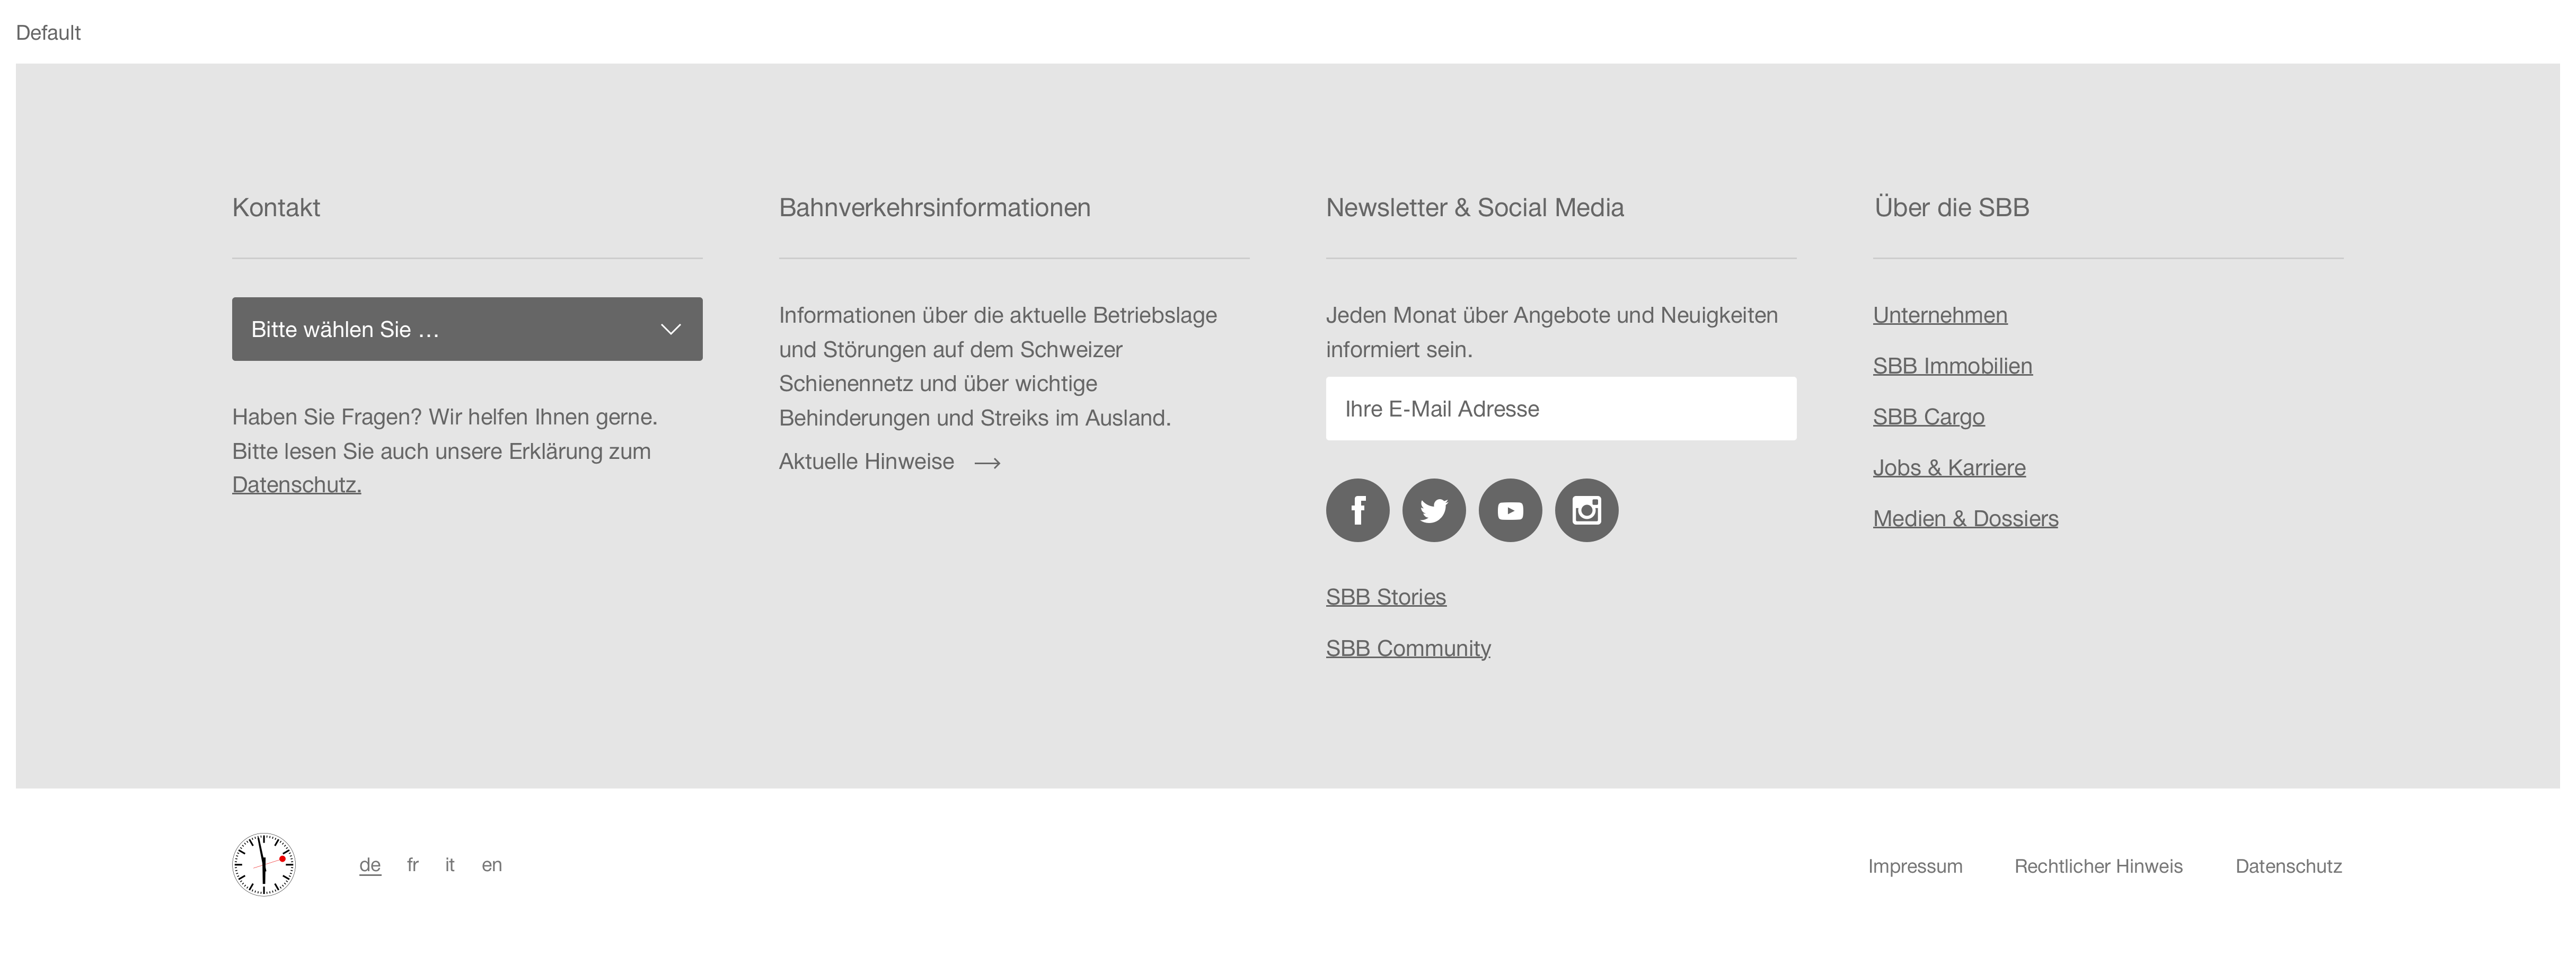 Default
Kontakt
Bitte wählen Sie …
Haben Sie Fragen? Wir helfen Ihnen gerne.
Bitte lesen Sie auch unsere Erklärung zum
Datenschutz.
Bahnverkehrsinformationen
Informationen über die aktuelle Betriebslage
und Störungen auf dem Schweizer
Schienennetz und über wichtige
Behinderungen und Streiks im Ausland.
Aktuelle Hinweise
Newsletter & Social Media
Jeden Monat über Angebote und Neuigkeiten
informiert sein.
Ihre E-Mail Adresse
SBB Stories
SBB Community
Über die SBB
Unternehmen
SBB Immobilien
SBB Cargo
Jobs & Karriere
Medien & Dossiers
de fr it en
Impressum Rechtlicher Hinweis Datenschutz